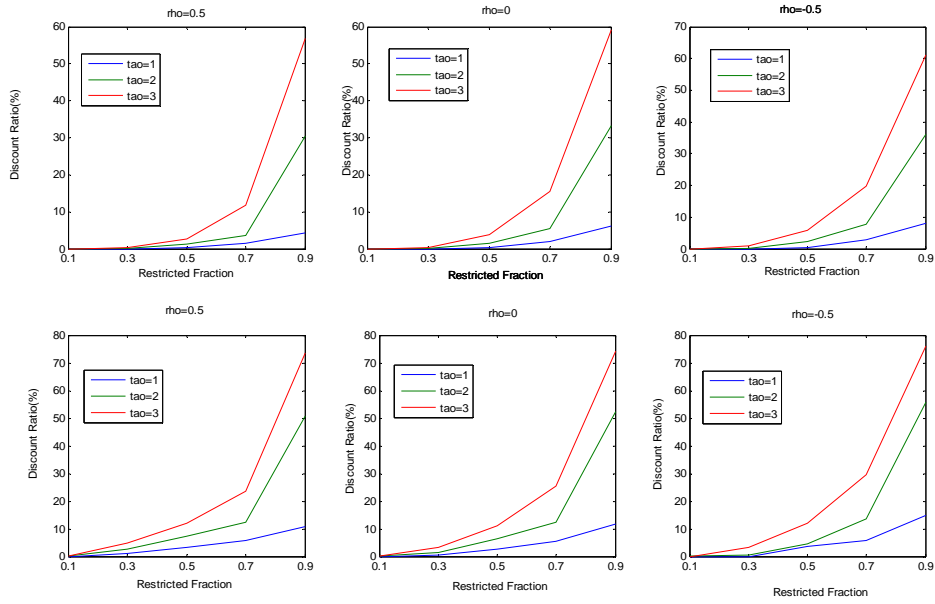 rho=0.5
60
50
40
30
20
10
0
Discount Ratio(%)
tao=1
tao=2
tao=3
0.1 0.3 0.5 0.7 0.9
Restricted Fraction
rho=0
60
50
40
30
20
10
0
Discount Ratio(%)
tao=1
tao=2
tao=3
0.1 0.3 0.5 0.7 0.9
Restricted Fraction
rho=-0.5
70
60
50
40
30
20
10
0
Discount Ratio(%)
tao=1
tao=2
tao=3
0.1 0.3 0.5 0.7 0.9
Restricted Fraction
rho=0.5
80
70
60
50
40
30
20
10
0
Discount Ratio(%)
tao=1
tao=2
tao=3
0.1 0.3 0.5 0.7 0.9
Restricted Fraction
rho=0
80
70
60
50
40
30
20
10
0
Discount Ratio(%)
tao=1
tao=2
tao=3
0.1 0.3 0.5 0.7 0.9
Restricted Fraction
rho=-0.5
80
70
60
50
40
30
20
10
0
Discount Ratio(%)
tao=1
tao=2
tao=3
0.1 0.3 0.5 0.7 0.9
Restricted Fraction